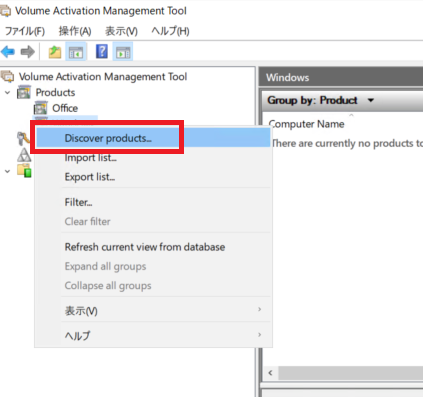 Volume Activation Management Tool
ファイル(F) 操作(A) 表示(V) ヘルプ(H)
Volume Activation Management Tool
Products
Office
Discover products...
Import list...
Export list...
Filter...
Clear filter
Refresh current view from database
Expand all groups
Collapse all groups
表示(V)
ヘルプ
Windows
Group by: Product
Computer Name
There are currently no products to